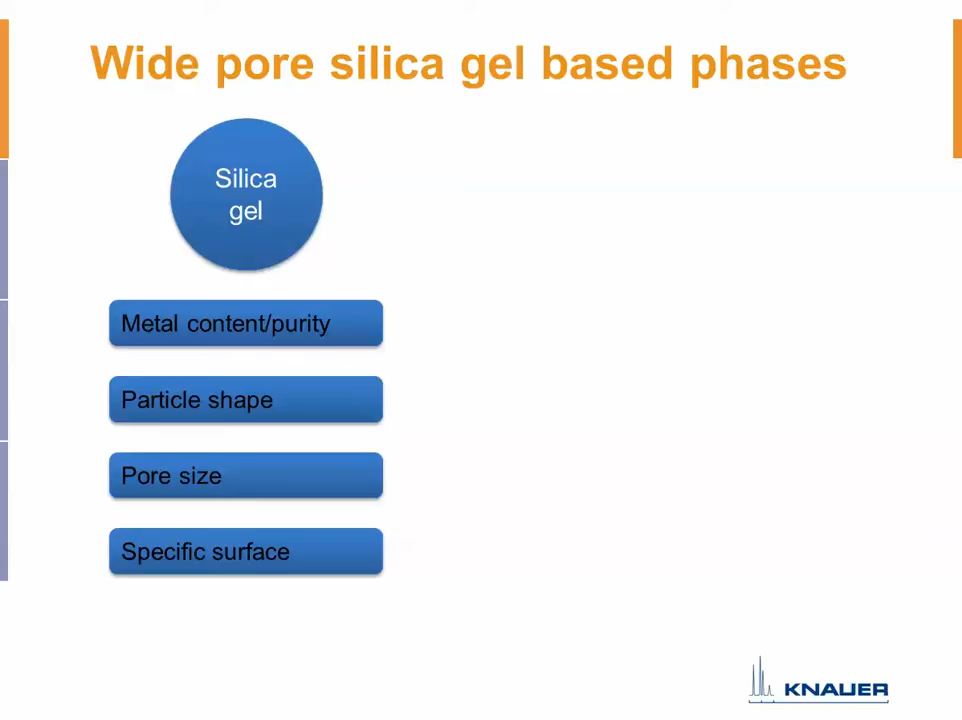 Wide pore silica gel based phases
Silica
gel
Metal content/purity
Particle shape
Pore size
Specific surface
KNAUER